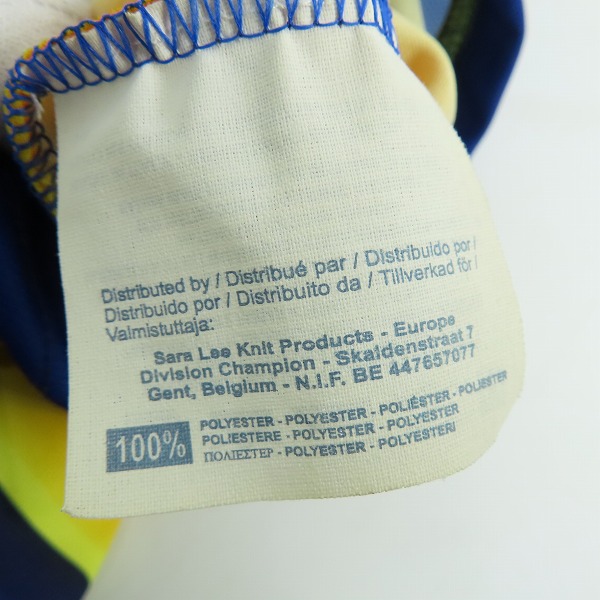 Distributed by / Distribué par / Distribuido por /
Distribuido por / Distribuito da / Tillverkad för /
Valmistuttaja:
Sara Lee Knit Products - Europe
Division Champion - Skaldenstraat 7
Gent, Belgium - N.I.F. BE 447657077
100%
POLYESTER - POLYESTER - POLIÉSTER - POLIESTER
POLIESTERE - POLYESTER - POLYESTER
ΠΟΛΙΕΣΤΕΡ - POLYESTER - POLYESTERI